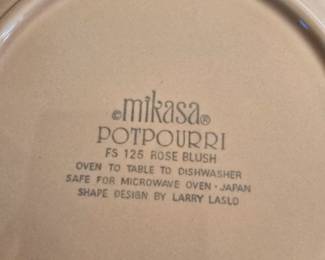 ©mikasa®
POTPOURRI
FS 125 ROSE BLUSH
OVEN TO TABLE TO DISHWASHER
SAFE FOR MICROWAVE OVEN · JAPAN
SHAPE DESIGN BY LARRY LASLO